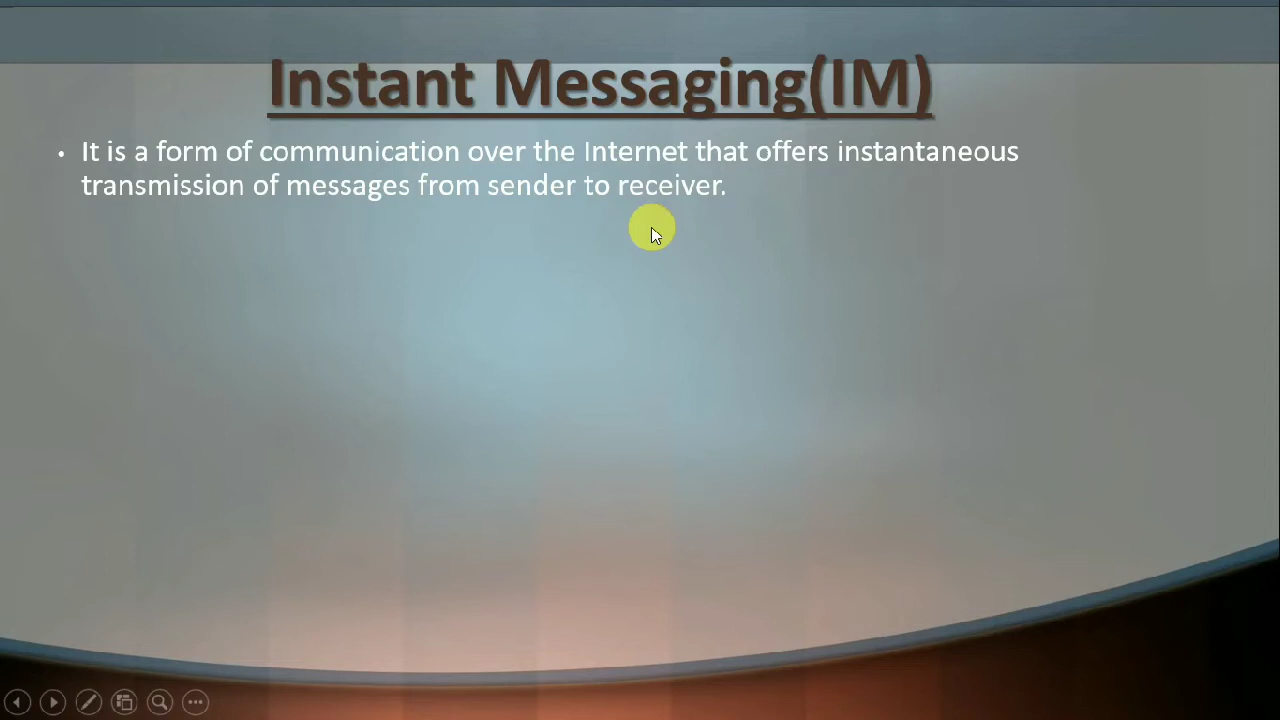 Instant Messaging(IM)
• It is a form of communication over the Internet that offers instantaneous
transmission of messages from sender to receiver.